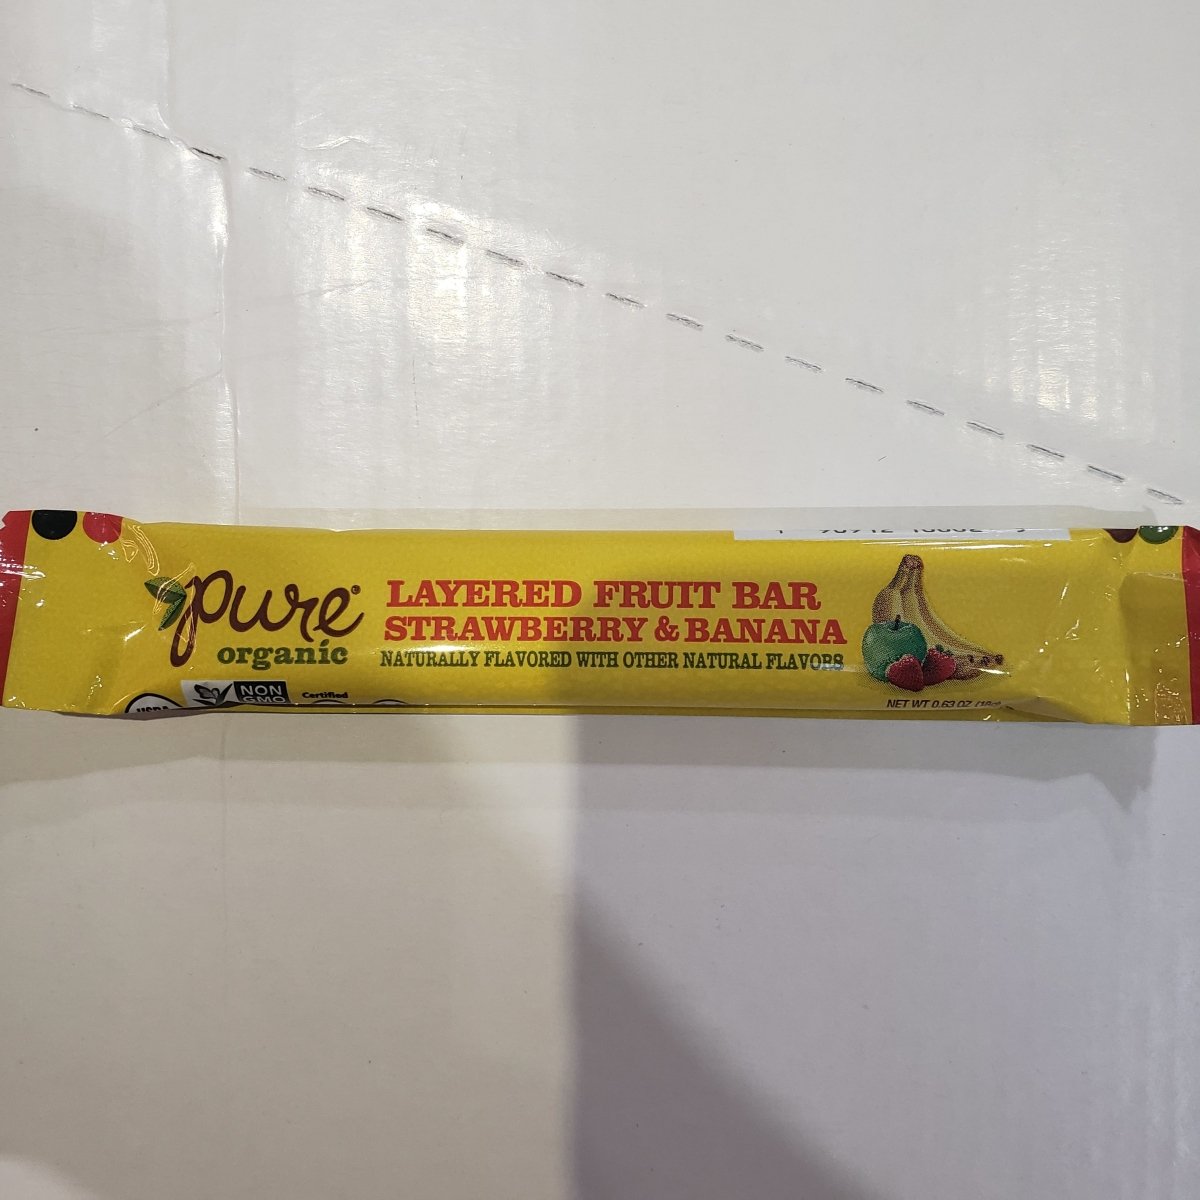 pure®
organic
LAYERED FRUIT BAR
STRAWBERRY & BANANA
NATURALLY FLAVORED WITH OTHER NATURAL FLAVORS
NON
GMO
Certified
NET WT 0.63 OZ (18g)